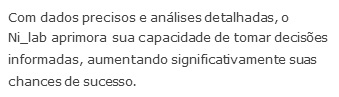 Com dados precisos e análises detalhadas, o
Ni_lab aprimora sua capacidade de tomar decisões
informadas, aumentando significativamente suas
chances de sucesso.